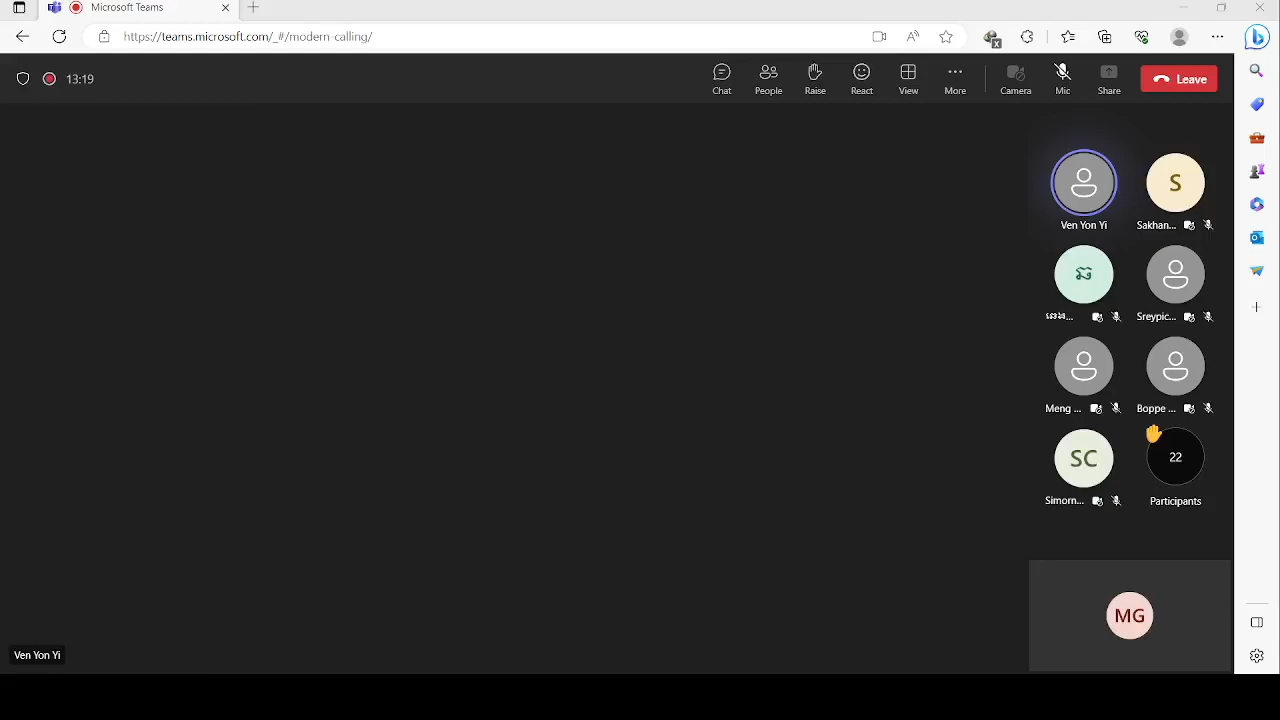 Microsoft Teams
https://teams.microsoft.com/_#/modern-calling/
13:19
Chat
People
Raise
React
View
More
Camera
Mic
Share
Leave
S
Ven Yon Yi
Sakhan...
Sreypic...
Meng ...
Boppe ...
SC
22
Simorn...
Participants
MG
Ven Yon Yi